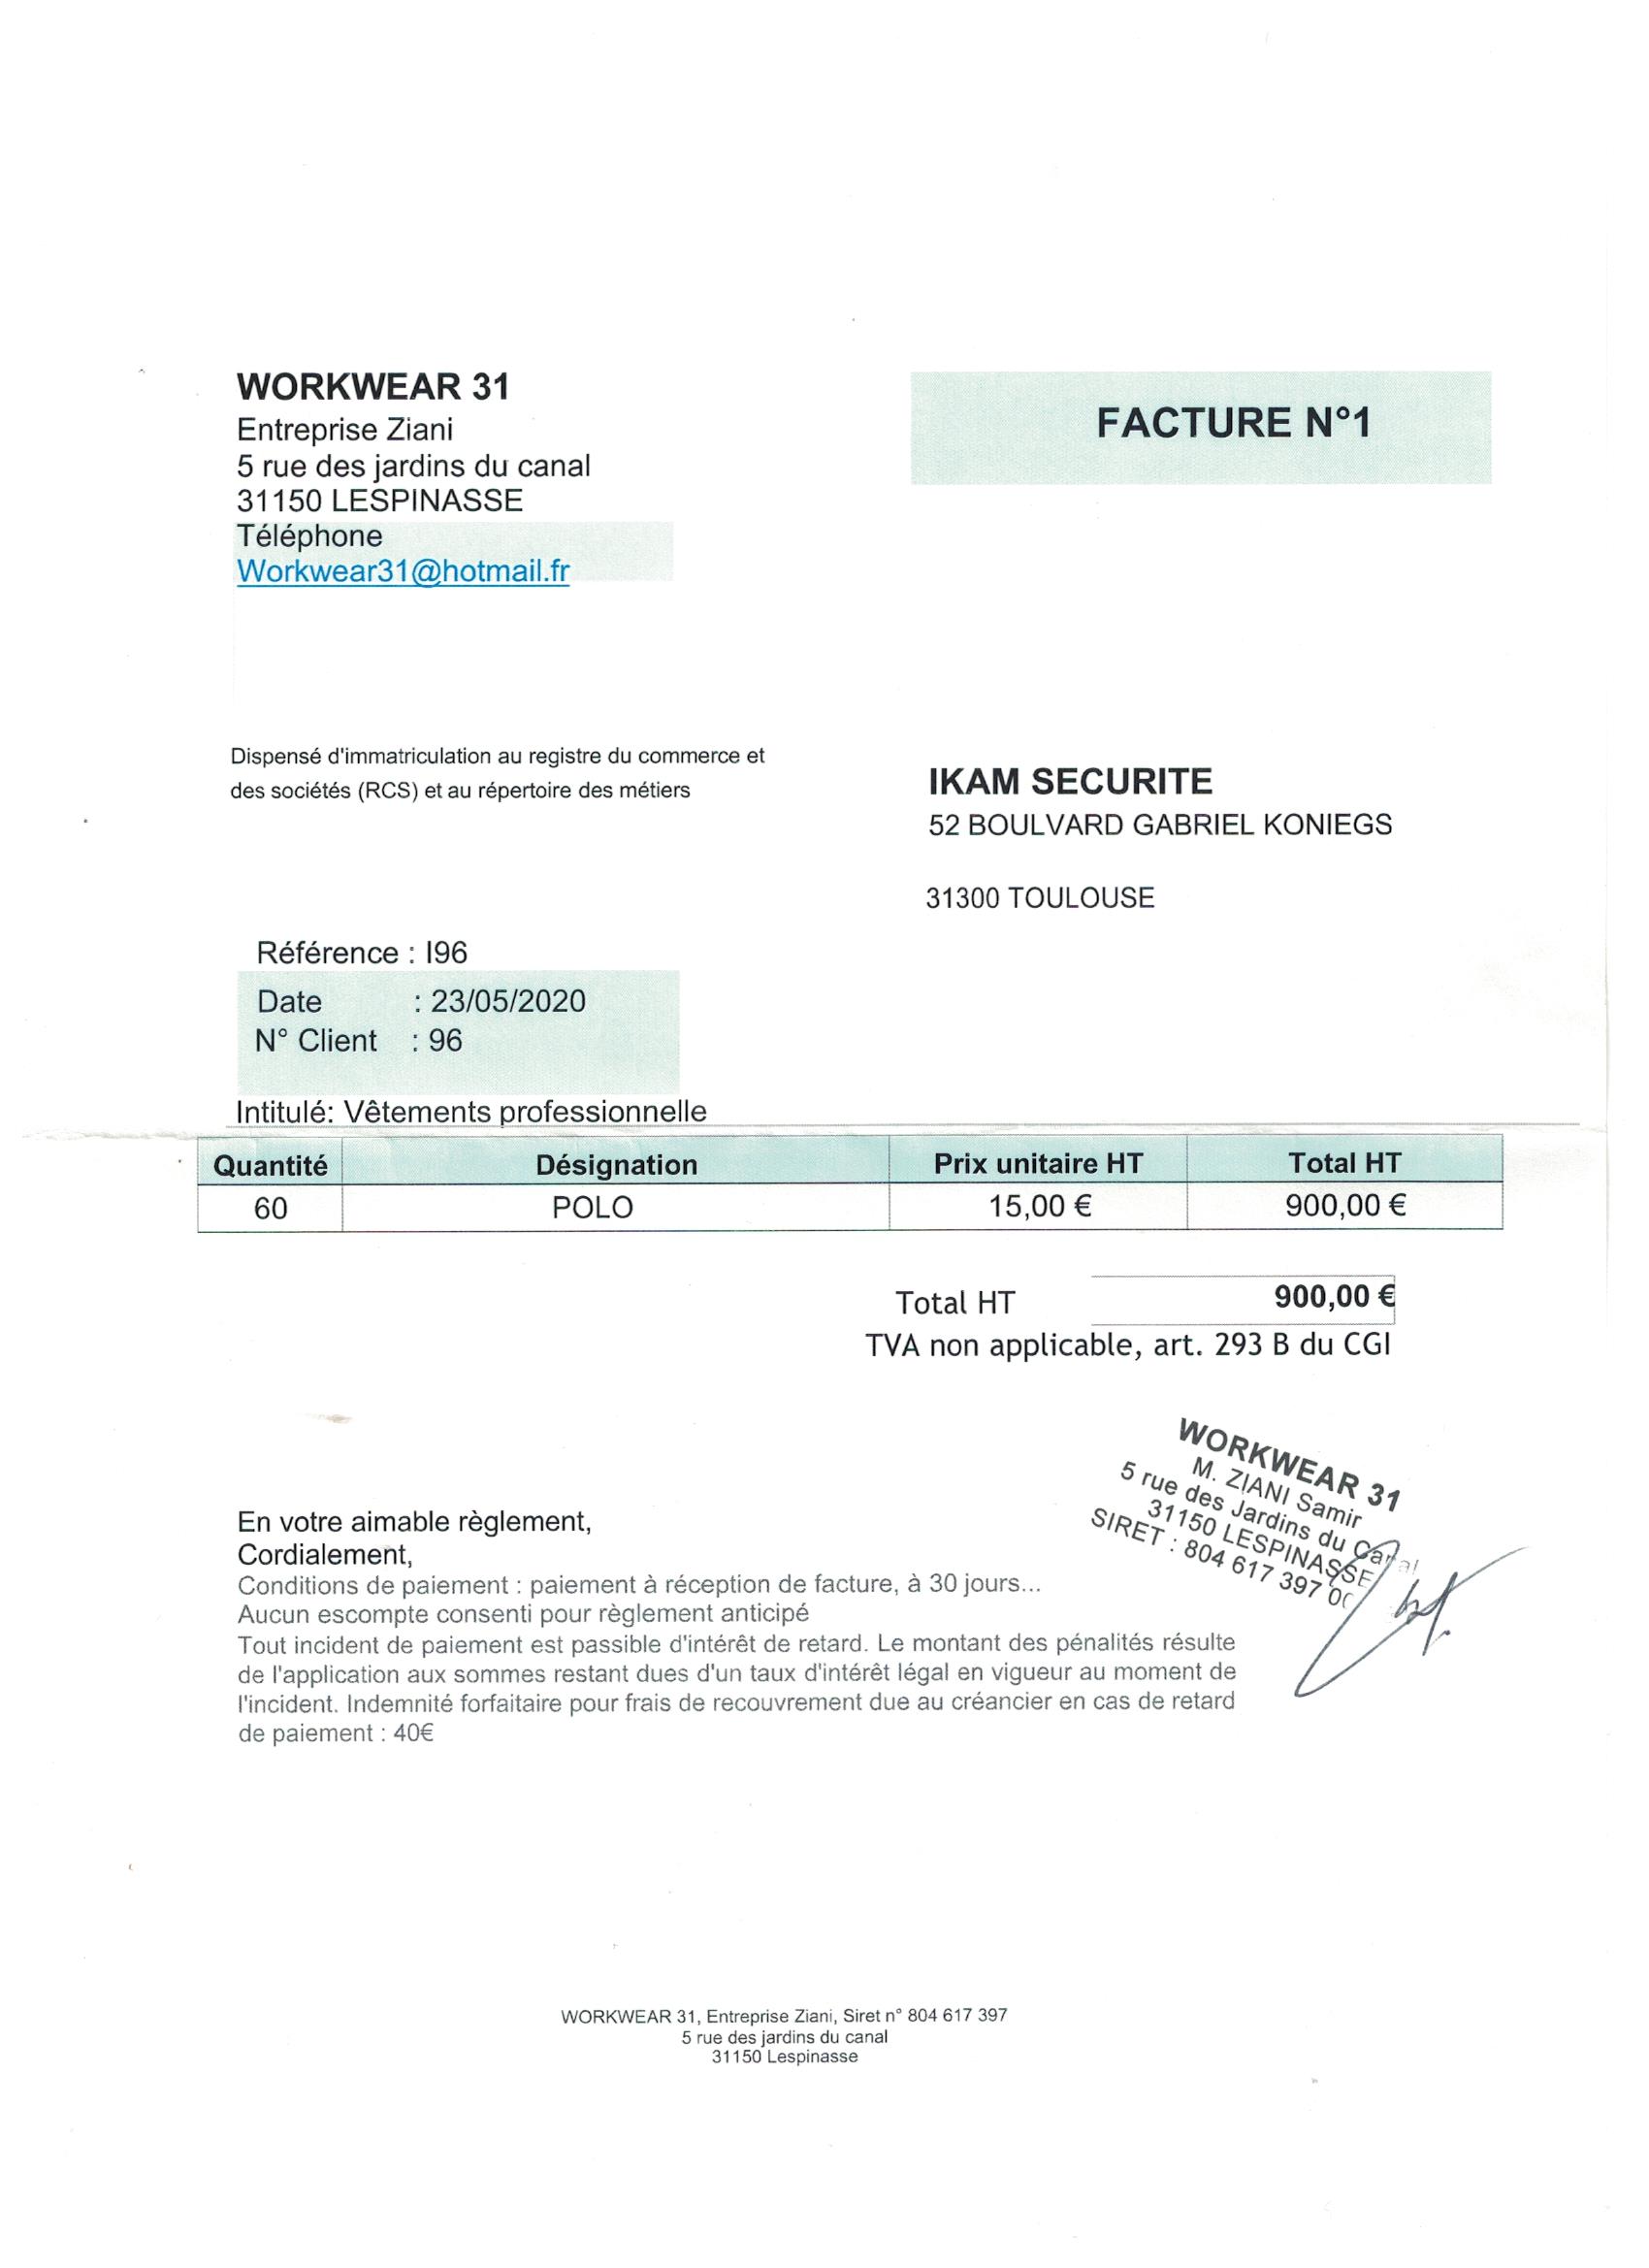 WORKWEAR 31
Entreprise Ziani
5 rue des jardins du canal
31150 LESPINASSE
Téléphone
Workwear31@hotmail.fr
FACTURE N°1
Dispensé d'immatriculation au registre du commerce et
des sociétés (RCS) et au répertoire des métiers
IKAM SECURITE
52 BOULVARD GABRIEL KONIEGS
31300 TOULOUSE
Référence : I96
Date : 23/05/2020
N° Client : 96
Intitulé: Vêtements professionnelle
Quantité Désignation Prix unitaire HT Total HT
60 POLO 15,00 € 900,00 €
Total HT 900,00 €
TVA non applicable, art. 293 B du CGI
WORKWEAR 31
M. ZIANI Samir
5 rue des Jardins du Canal
31150 LESPINASSE
SIRET : 804 617 397
En votre aimable règlement,
Cordialement,
Conditions de paiement : paiement à réception de facture, à 30 jours...
Aucun escompte consenti pour règlement anticipé
Tout incident de paiement est passible d'intérêt de retard. Le montant des pénalités résulte
de l'application aux sommes restant dues d'un taux d'intérêt légal en vigueur au moment de
l'incident. Indemnité forfaitaire pour frais de recouvrement due au créancier en cas de retard
de paiement : 40€
WORKWEAR 31, Entreprise Ziani, Siret n° 804 617 397
5 rue des jardins du canal
31150 Lespinasse